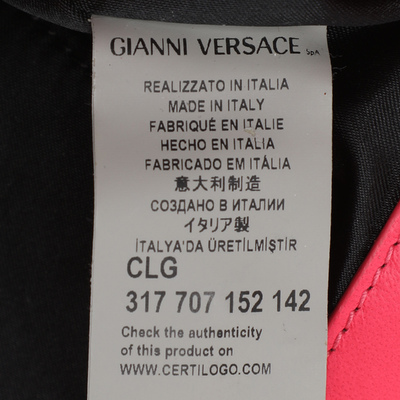 GIANNI VERSACE SpA
REALIZZATO IN ITALIA
MADE IN ITALY
FABRIQUÉ EN ITALIE
HECHO EN ITALIA
FABRICADO EM ITÀLIA
意大利制造
СОЗДАНО В ИТАЛИИ
イタリア製
İTALYA'DA ÜRETİLMİŞTİR
CLG
317 707 152 142
Check the authenticity
of this product on
WWW.CERTILOGO.COM